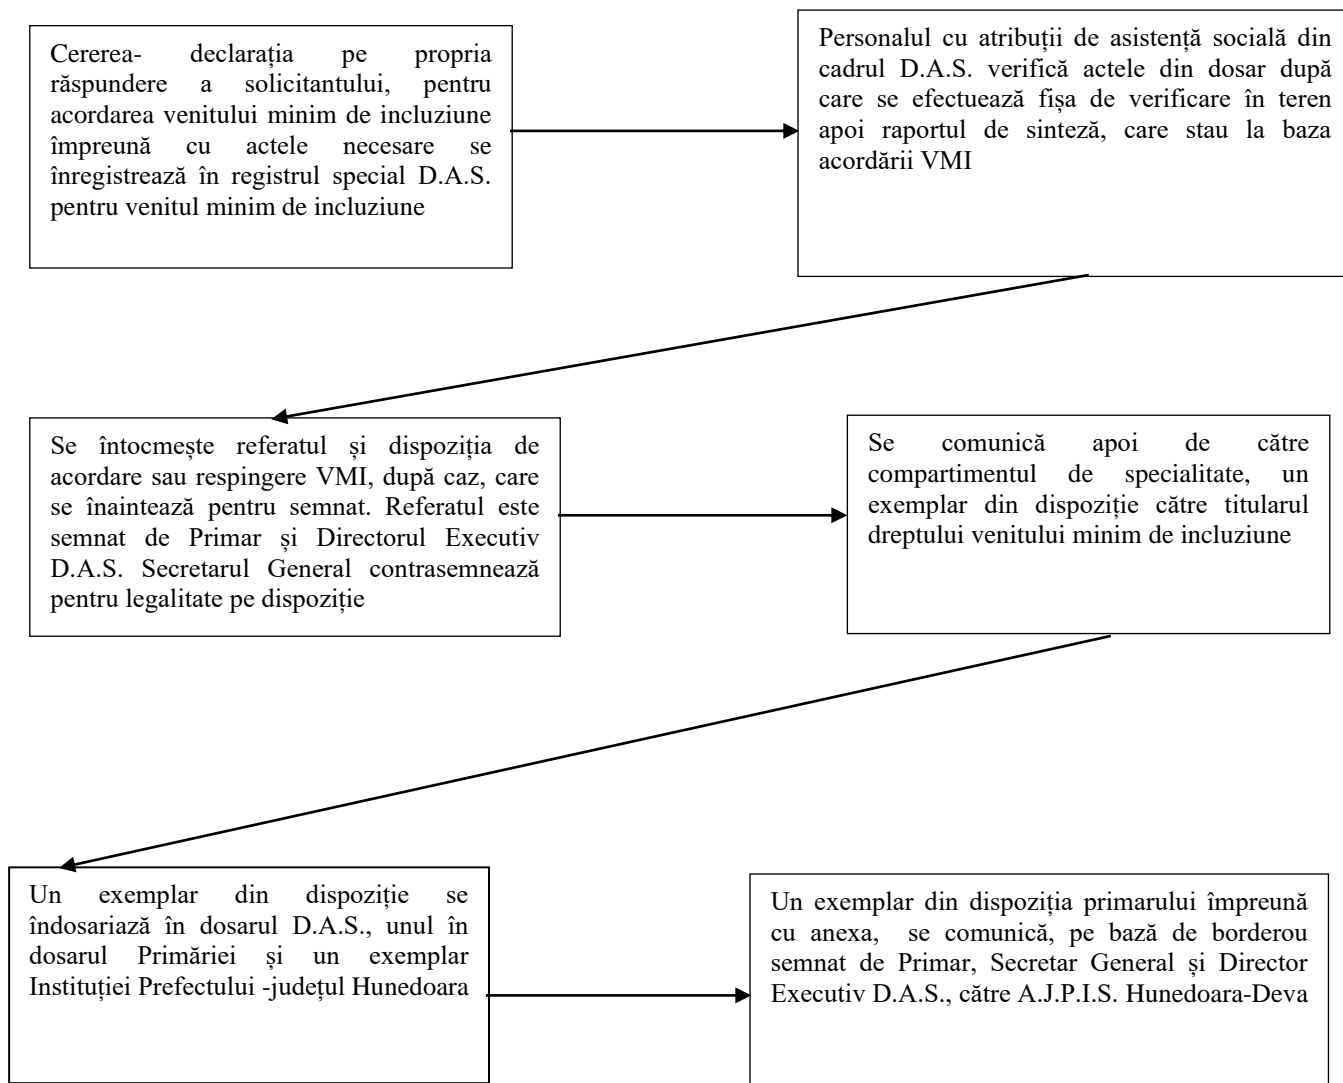 Cererea- declarația pe propria
răspundere a solicitantului, pentru
acordarea venitului minim de incluziune
împreună cu actele necesare se
înregistrează în registrul special D.A.S.
pentru venitul minim de incluziune
Personalul cu atribuții de asistență socială din
cadrul D.A.S. verifică actele din dosar după
care se efectuează fișa de verificare în teren
apoi raportul de sinteză, care stau la baza
acordării VMI
Se întocmește referatul și dispoziția de
acordare sau respingere VMI, după caz, care
se înaintează pentru semnat. Referatul este
semnat de Primar și Directorul Executiv
D.A.S. Secretarul General contrasemnează
pentru legalitate pe dispoziție
Se comunică apoi de către
compartimentul de specialitate, un
exemplar din dispoziție către titularul
dreptului venitului minim de incluziune
Un exemplar din dispoziție se
îndosariază în dosarul D.A.S., unul în
dosarul Primăriei și un exemplar
Instituției Prefectului -județul Hunedoara
Un exemplar din dispoziția primarului împreună
cu anexa, se comunică, pe bază de borderou
semnat de Primar, Secretar General și Director
Executiv D.A.S., către A.J.P.I.S. Hunedoara-Deva